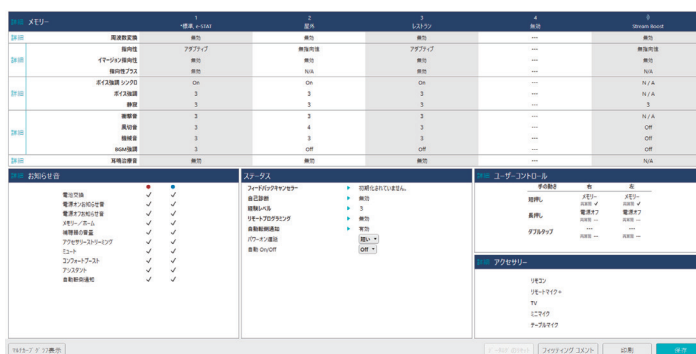 詳細 メモリー 1 2 3 4
*標準, e-STAT 屋外 レストラン 無効 Stream Boost
詳細 周波数変換 無効 無効 無効 --- 無効
指向性 アダプティブ 無指向性 アダプティブ --- 無指向性
イマージョン指向性 無効 無効 無効 --- 無効
指向性プラス 無効 N/A 無効 --- N/A
ボイス強調 シンクロ On On On --- N / A
詳細 ボイス強調 3 3 3 --- N / A
静寂 3 3 3 --- 3
衝撃音 3 3 3 --- N / A
詳細 風切音 3 4 3 --- Off
機械音 3 3 3 --- Off
BGM強調 3 Off 3 --- Off
詳細 耳鳴治療音 無効 無効 無効 --- N/A
詳細 お知らせ音
電池交換 ✓ ✓
電源オンお知らせ音 ✓ ✓
電源オフお知らせ音 ✓ ✓
メモリー／ホーム ✓ ✓
補聴器の音量 ✓ ✓
アクセサリーストリーミング ✓ ✓
ミュート ✓ ✓
コンフォートブースト ✓ ✓
アシスタント ✓ ✓
自動転倒通知 ✓ ✓
ステータス
フィードバックキャンセラー 初期化されていません。
自己診断 無効
経験レベル 3
リモートプログラミング 無効
自動転倒通知 有効
パワーオン遅延 短い
自動 On/Off Off
詳細 ユーザーコントロール
手の動き 右 左
短押し メモリー メモリー
長押し 電源オフ 電源オフ
ダブルタップ --- ---
詳細 アクセサリー
リモコン
リモートマイク +
TV
ミニマイク
テーブルマイク
フィッティング コメント
印刷
保存